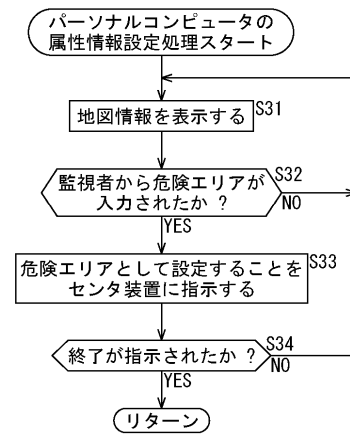 パーソナルコンピュータの
属性情報設定処理スタート
地図情報を表示する
S31
監視者から危険エリアが
入力されたか ?
S32
NO
YES
危険エリアとして設定することを
センタ装置に指示する
S33
終了が指示されたか ?
S34
NO
YES
リターン